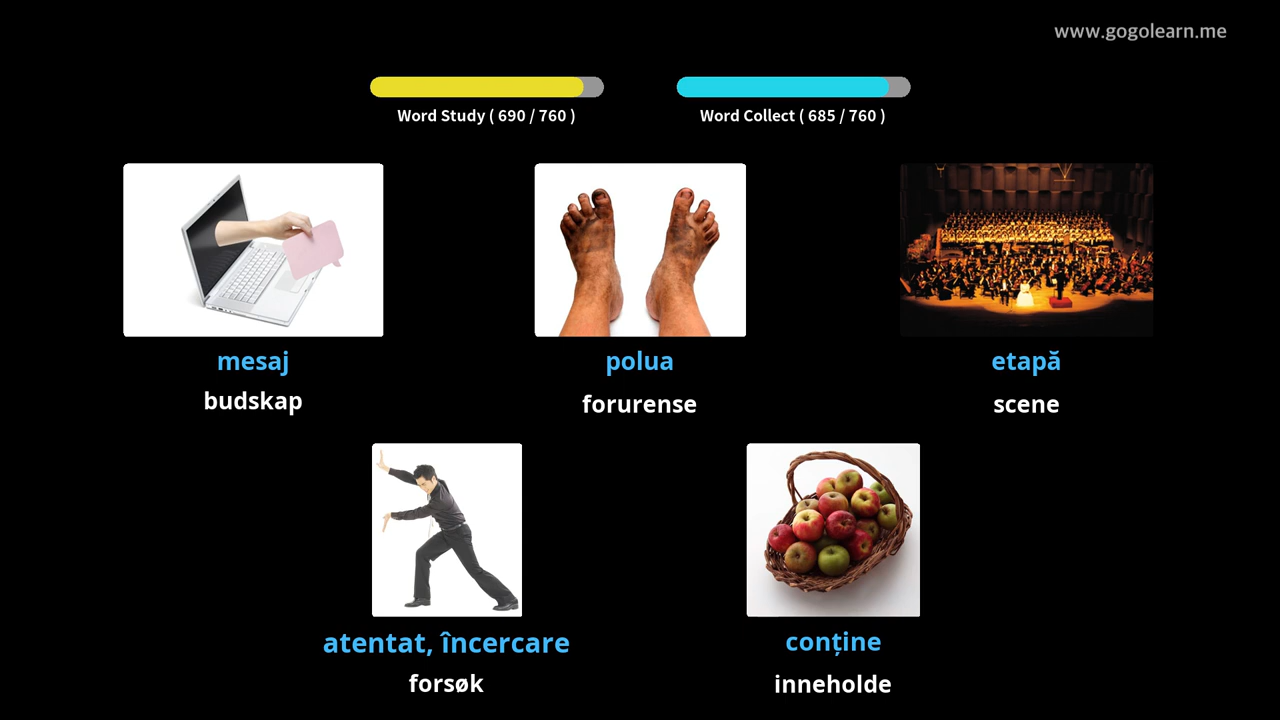 www.gogolearn.me
Word Study ( 690 / 760 )
Word Collect ( 685 / 760 )
mesaj
budskap
polua
forurense
etapă
scene
atentat, încercare
forsøk
conține
inneholde